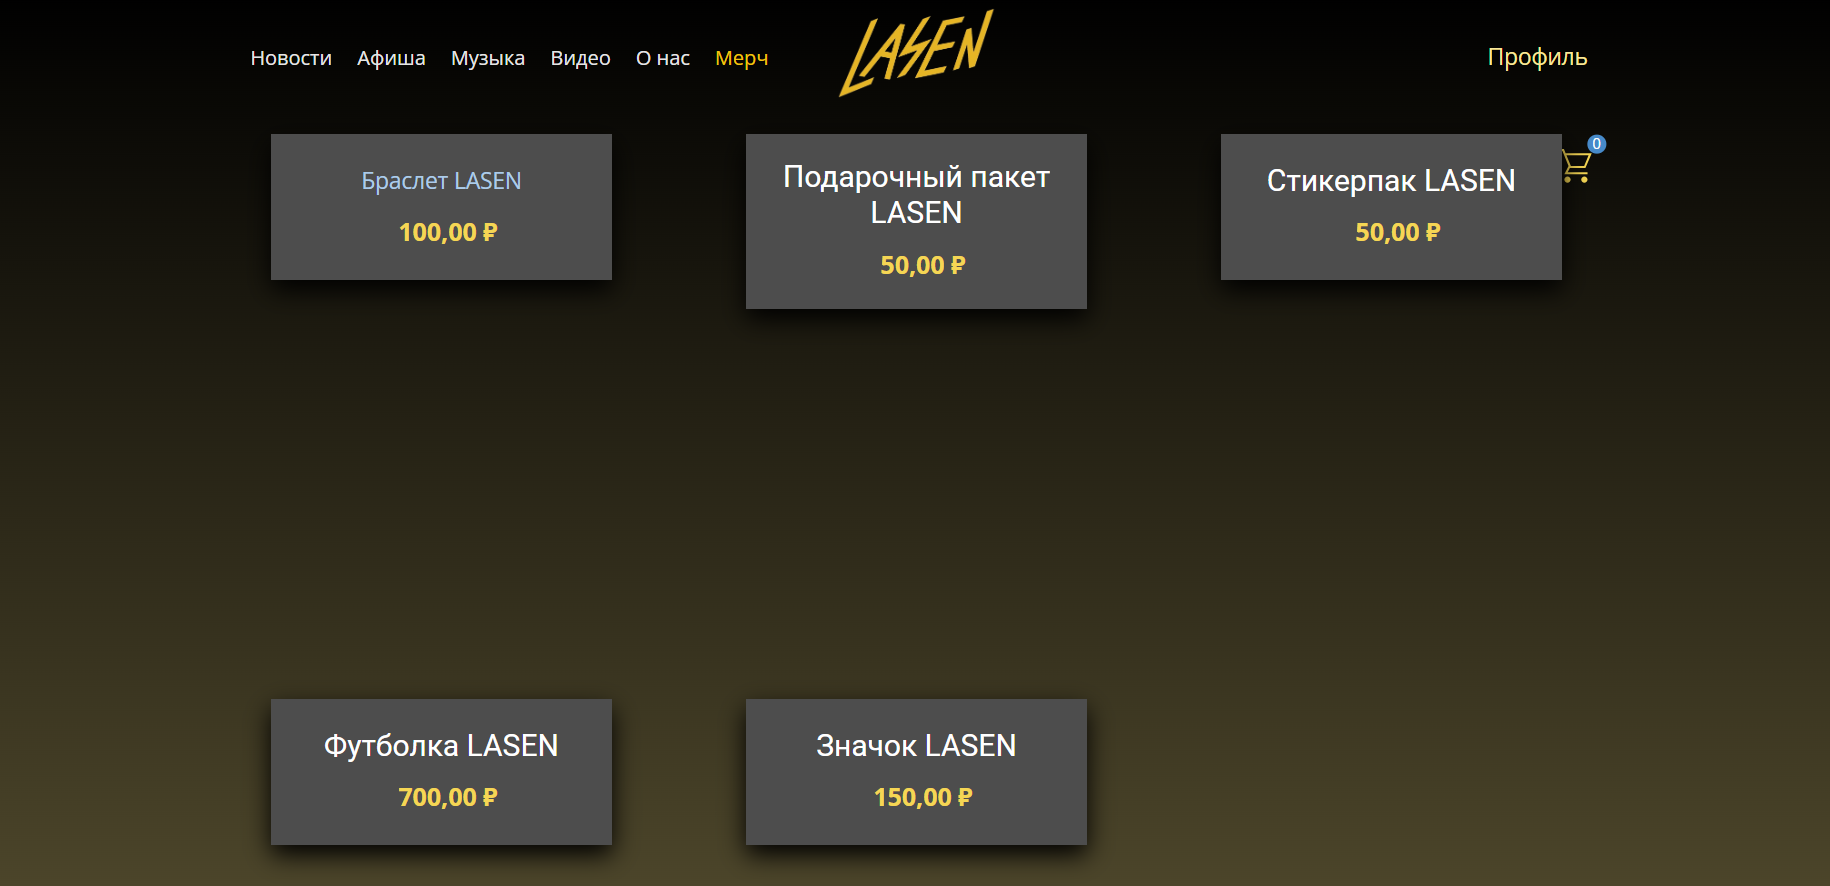 Новости Афиша Музыка Видео О нас Мерч
LASEN
Профиль
0
Браслет LASEN
100,00 ₽
Подарочный пакет
LASEN
50,00 ₽
Стикерпак LASEN
50,00 ₽
Футболка LASEN
700,00 ₽
Значок LASEN
150,00 ₽